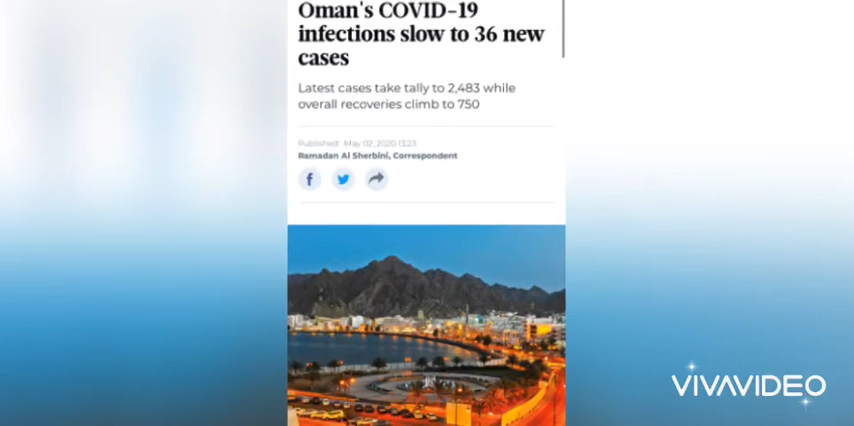 Oman's COVID-19
infections slow to 36 new
cases
Latest cases take tally to 2,483 while
overall recoveries climb to 750
Published: May 02, 2020 13:23
Ramadan Al Sherbini, Correspondent
VIVAVIDEO